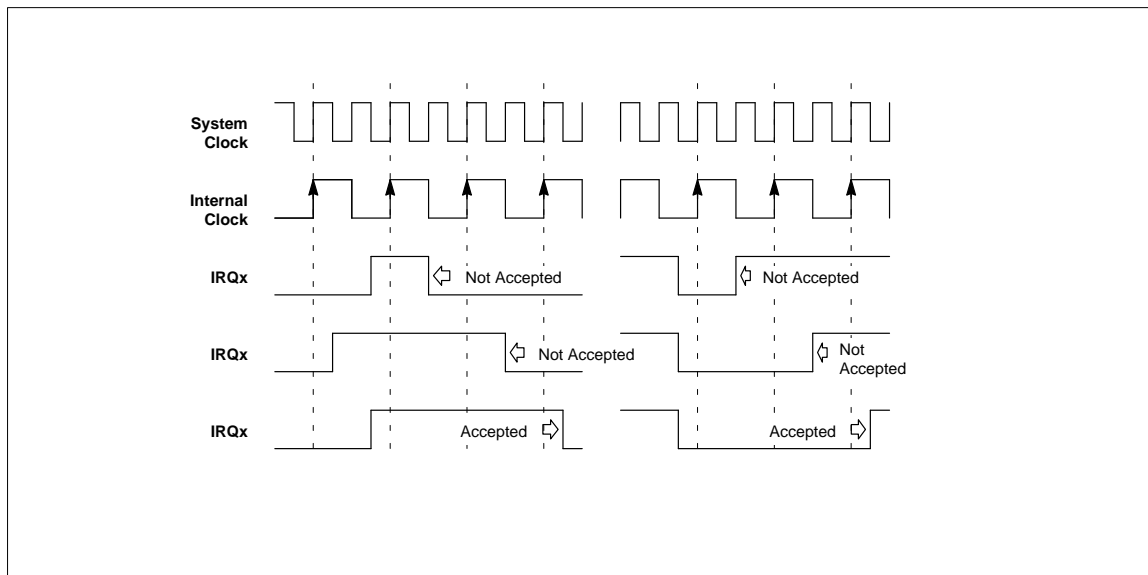 System
Clock
Internal
Clock
IRQx
Not Accepted
Not Accepted
IRQx
Not Accepted
Not
Accepted
IRQx
Accepted
Accepted